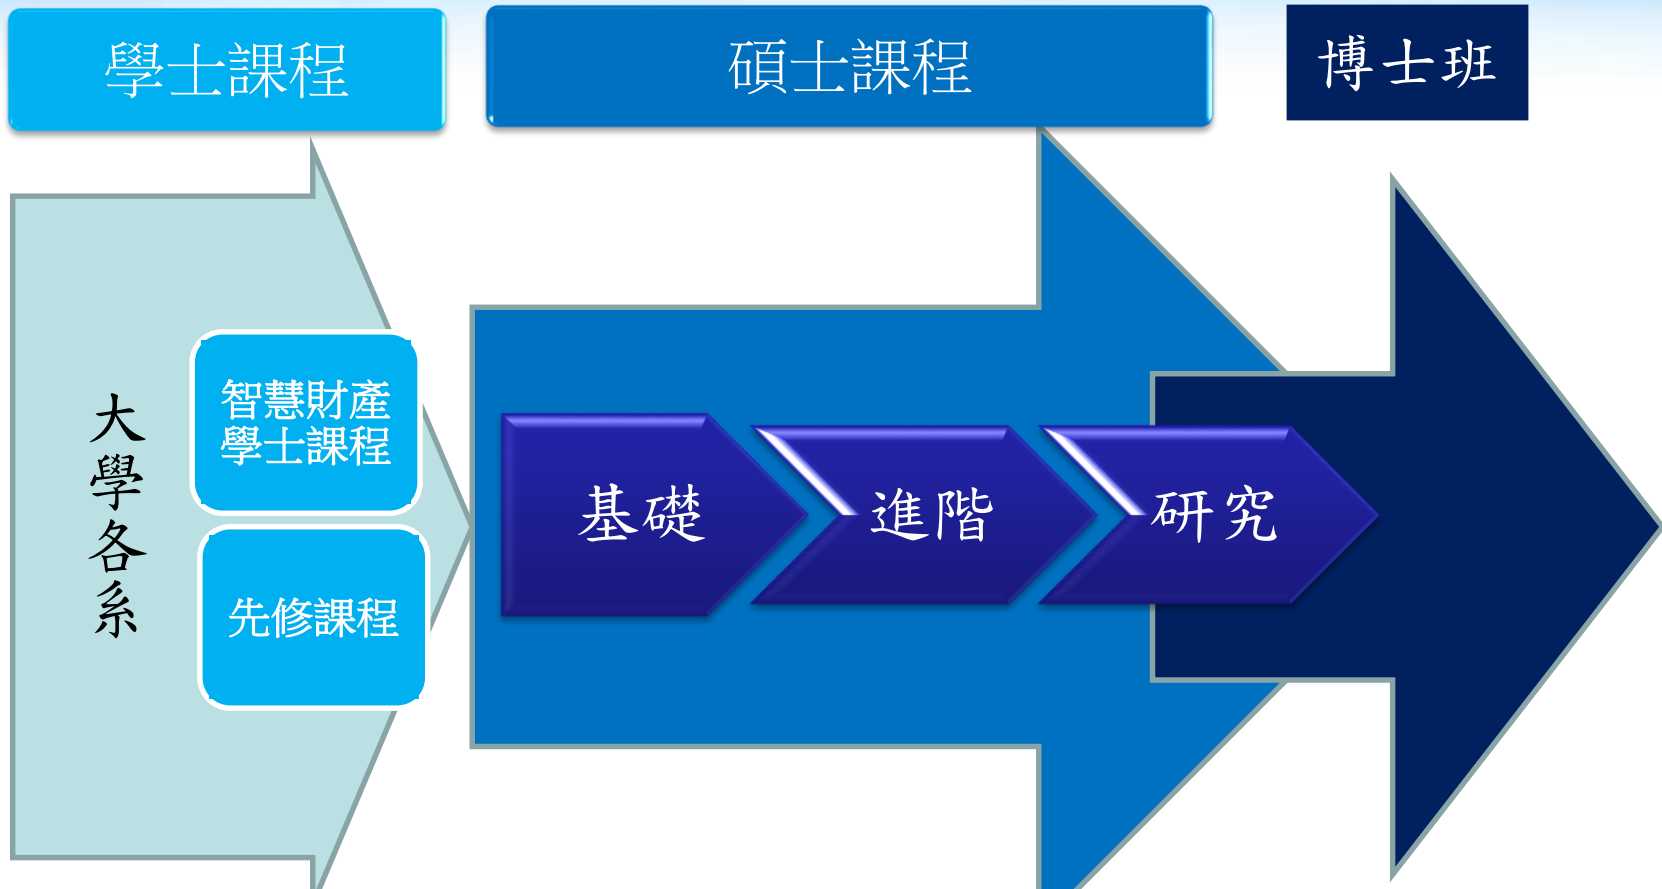 學士課程
碩士課程
博士班
大學各系
智慧財產
學士課程
先修課程
基礎
進階
研究